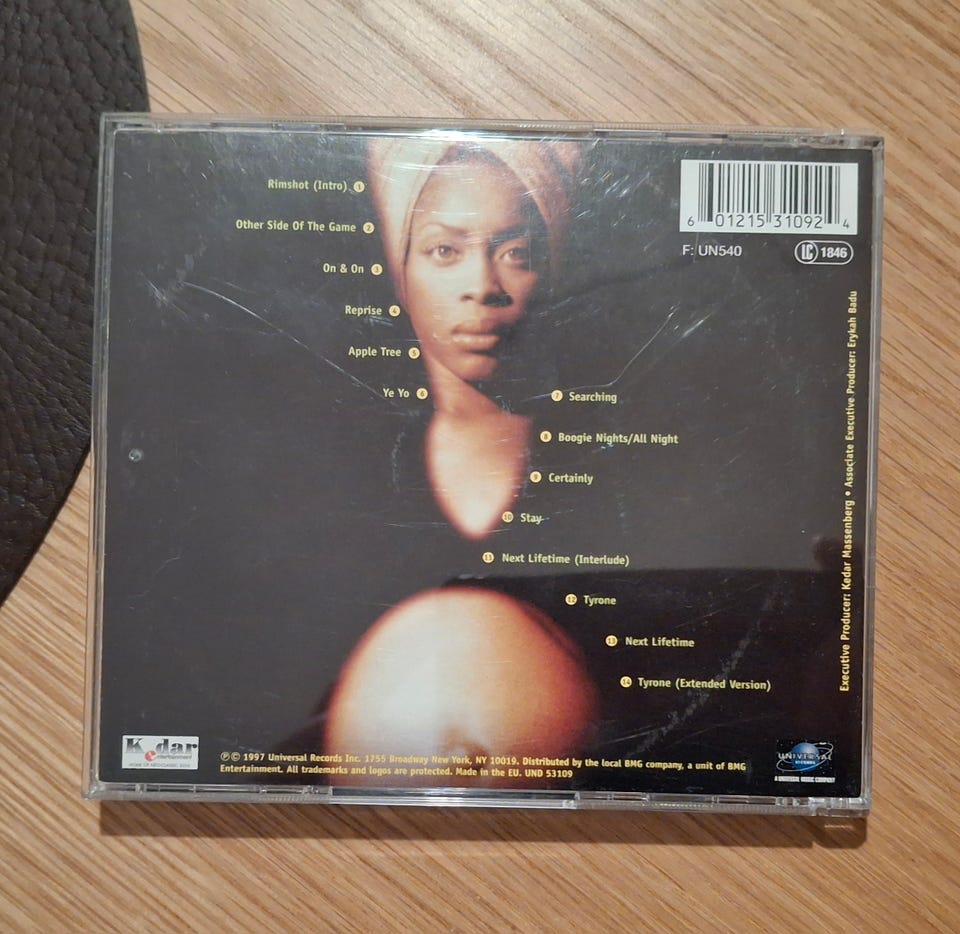 Rimshot (Intro) 1
Other Side Of The Game 2
On & On 3
Reprise 4
Apple Tree 5
Ye Yo 6
7 Searching
8 Boogie Nights/All Night
9 Certainly
10 Stay
11 Next Lifetime (Interlude)
12 Tyrone
13 Next Lifetime
14 Tyrone (Extended Version)
6 01215 31092 4
F: UN540
LC 1846
Executive Producer: Kedar Massenberg • Associate Executive Producer: Erykah Badu
Kedar
entertainment
℗© 1997 Universal Records Inc. 1755 Broadway New York, NY 10019. Distributed by the local BMG company, a unit of BMG
Entertainment. All trademarks and logos are protected. Made in the EU. UND 53109
UNIVERSAL
RECORDS